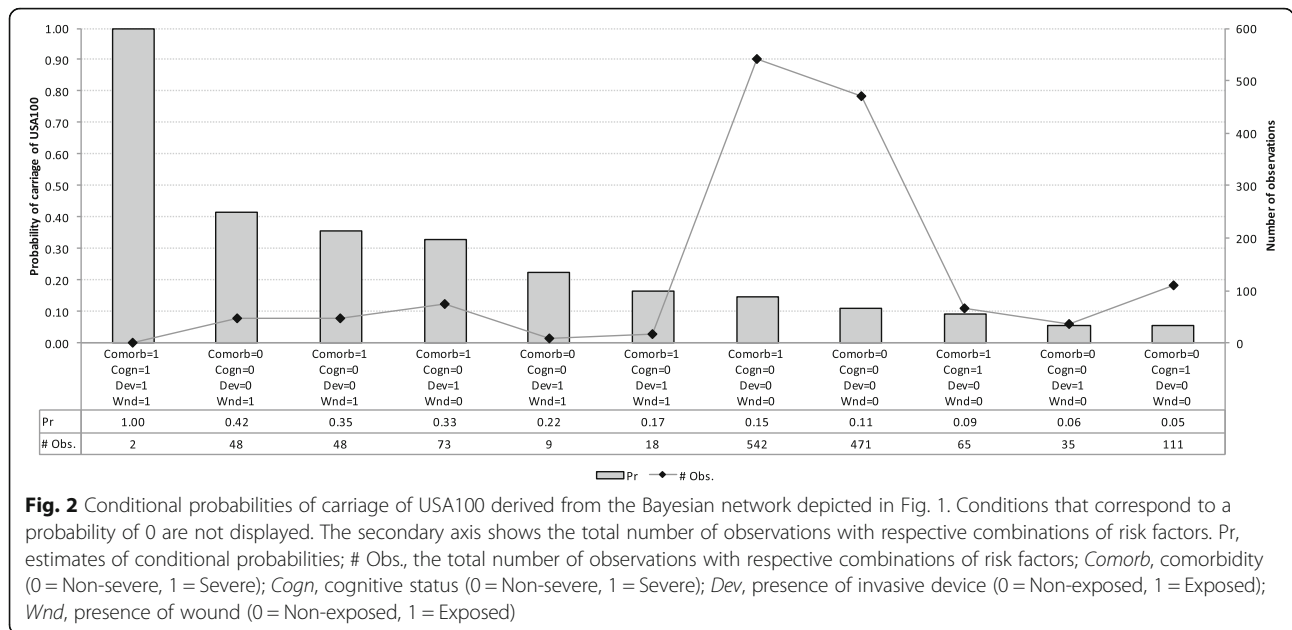 1.00
0.90
0.80
0.70
0.60
0.50
0.40
0.30
0.20
0.10
0.00
Probability of carriage of USA100
600
500
400
300
200
100
0
Number of observations
Comorb=1 Comorb=0 Comorb=1 Comorb=1 Comorb=0 Comorb=1 Comorb=1 Comorb=0 Comorb=1 Comorb=0 Comorb=0
Cogn=1 Cogn=0 Cogn=0 Cogn=0 Cogn=0 Cogn=1 Cogn=0 Cogn=0 Cogn=1 Cogn=0 Cogn=1
Dev=1 Dev=0 Dev=0 Dev=1 Dev=1 Dev=0 Dev=0 Dev=0 Dev=0 Dev=1 Dev=0
Wnd=1 Wnd=1 Wnd=1 Wnd=0 Wnd=1 Wnd=1 Wnd=0 Wnd=0 Wnd=0 Wnd=0 Wnd=0
Pr 1.00 0.42 0.35 0.33 0.22 0.17 0.15 0.11 0.09 0.06 0.05
# Obs. 2 48 48 73 9 18 542 471 65 35 111
Pr # Obs.
Fig. 2 Conditional probabilities of carriage of USA100 derived from the Bayesian network depicted in Fig. 1. Conditions that correspond to a
probability of 0 are not displayed. The secondary axis shows the total number of observations with respective combinations of risk factors. Pr,
estimates of conditional probabilities; # Obs., the total number of observations with respective combinations of risk factors; Comorb, comorbidity
(0 = Non-severe, 1 = Severe); Cogn, cognitive status (0 = Non-severe, 1 = Severe); Dev, presence of invasive device (0 = Non-exposed, 1 = Exposed);
Wnd, presence of wound (0 = Non-exposed, 1 = Exposed)